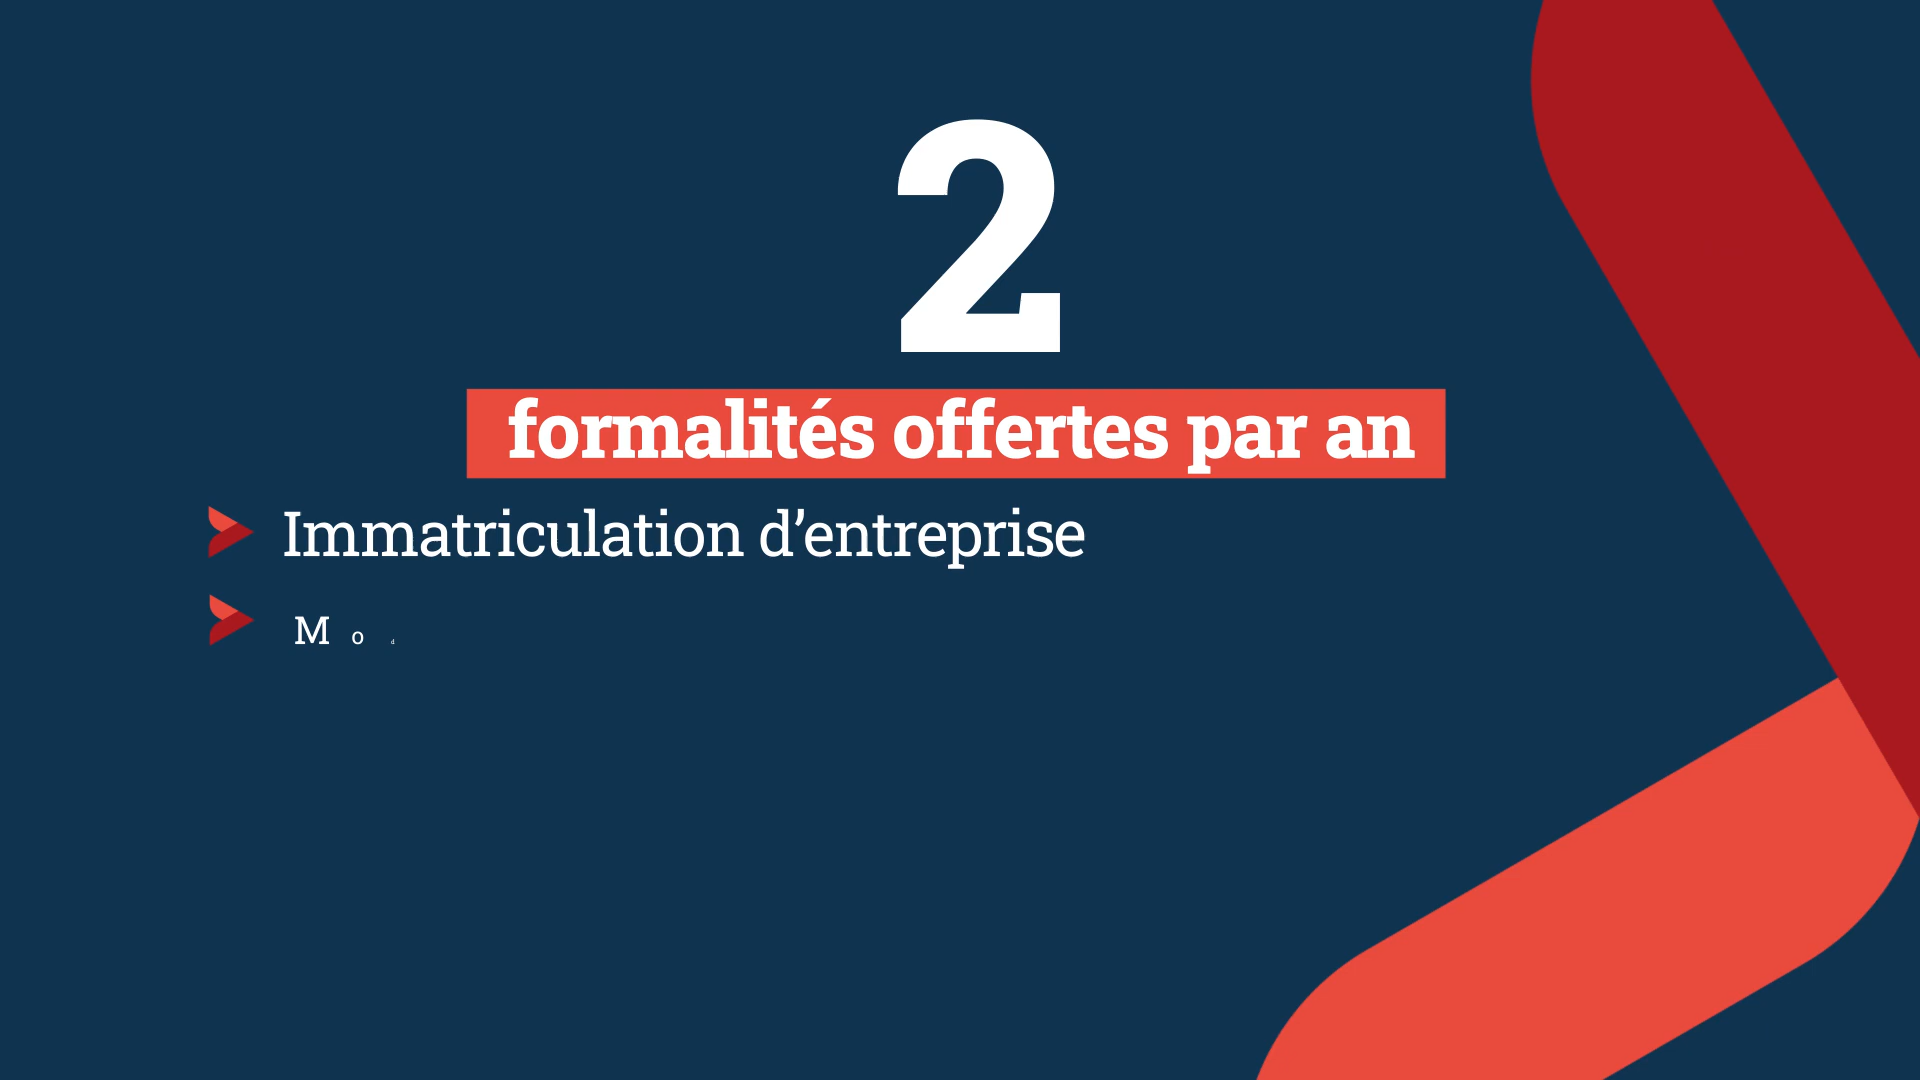 2
formalités offertes par an
Immatriculation d’entreprise
M o d